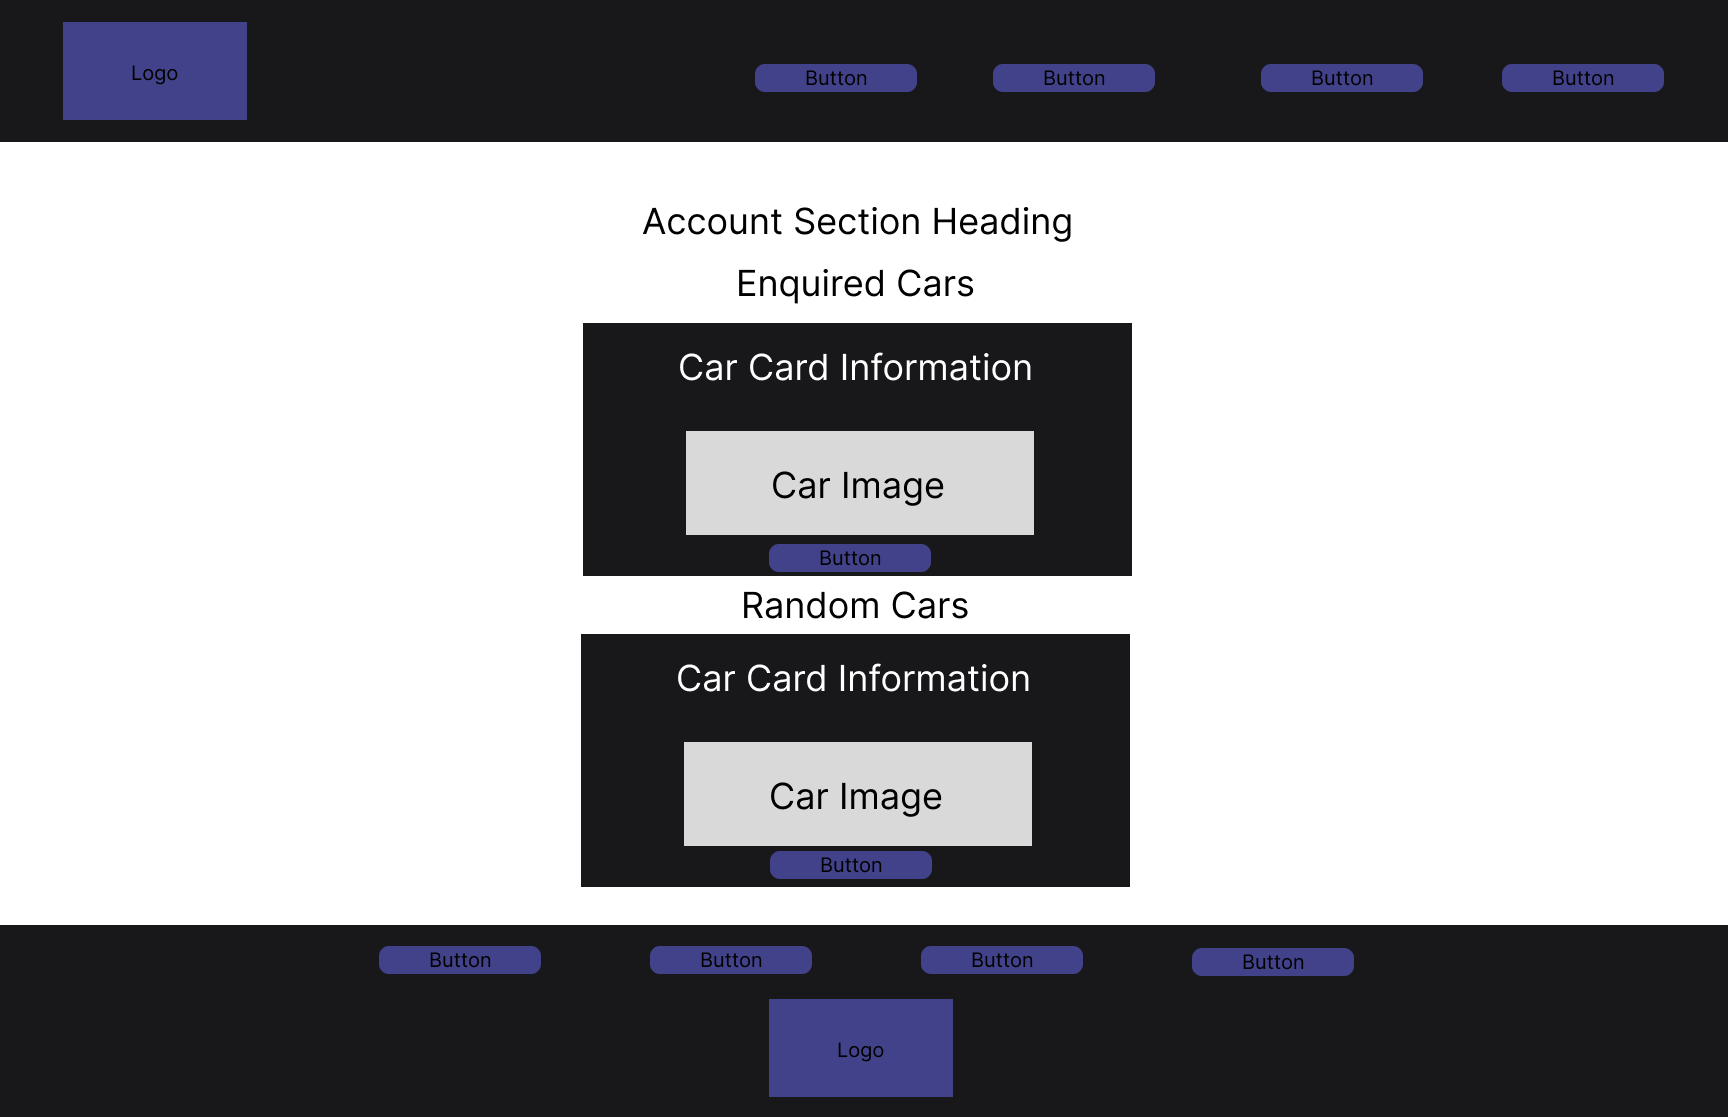 Logo
Button
Button
Button
Button
Account Section Heading
Enquired Cars
Car Card Information
Car Image
Button
Random Cars
Car Card Information
Car Image
Button
Button
Button
Button
Button
Logo